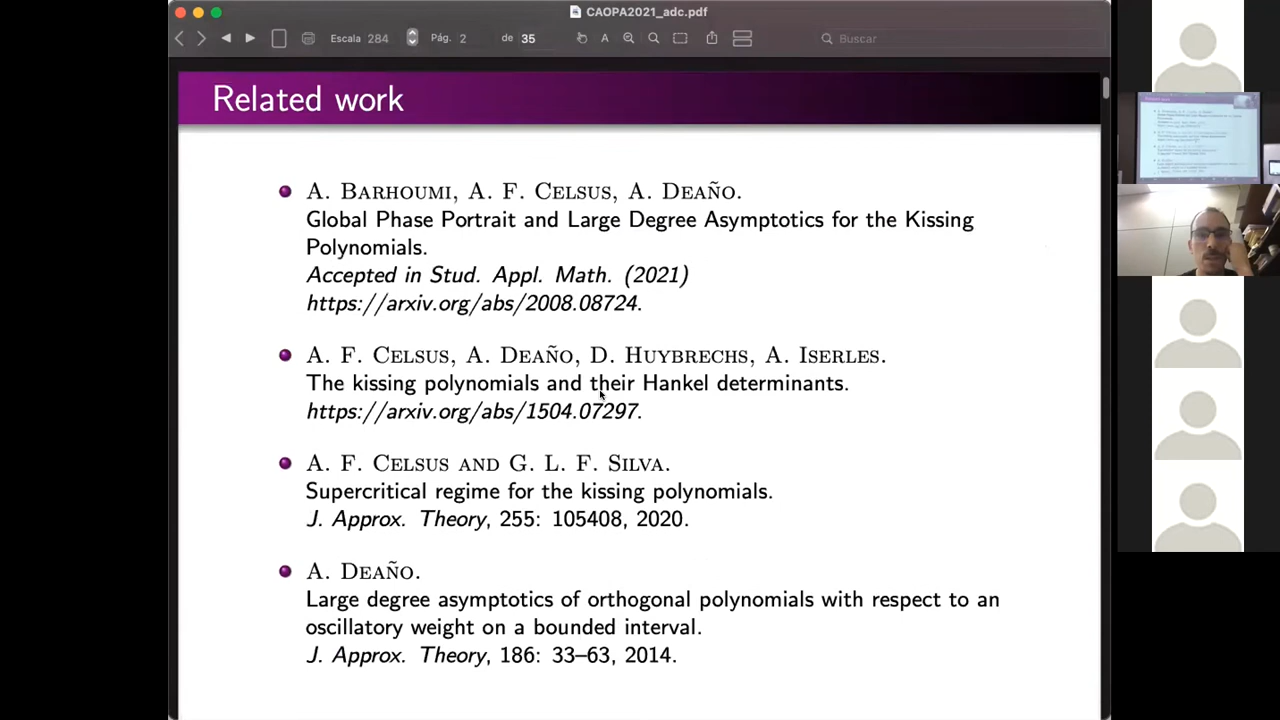 CAOPA2021_adc.pdf
Escala 284 Pág. 2 de 35 A Buscar
Related work
A. BARHOUMI, A. F. CELSUS, A. DEAÑO.
Global Phase Portrait and Large Degree Asymptotics for the Kissing
Polynomials.
Accepted in Stud. Appl. Math. (2021)
https://arxiv.org/abs/2008.08724.
A. F. CELSUS, A. DEAÑO, D. HUYBRECHS, A. ISERLES.
The kissing polynomials and their Hankel determinants.
https://arxiv.org/abs/1504.07297.
A. F. CELSUS AND G. L. F. SILVA.
Supercritical regime for the kissing polynomials.
J. Approx. Theory, 255: 105408, 2020.
A. DEAÑO.
Large degree asymptotics of orthogonal polynomials with respect to an
oscillatory weight on a bounded interval.
J. Approx. Theory, 186: 33–63, 2014.